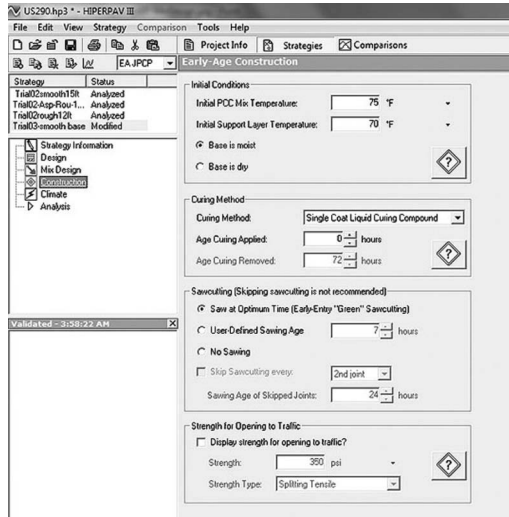 US290.hp3 * - HIPERPAV III
File Edit View Strategy Comparison Tools Help
Project Info Strategies Comparisons
EA JPCP
Early-Age Construction
Strategy Status
Trial02smooth15ft Analyzed
Trial02-Asp-Rou-1... Analyzed
Trial02rough12ft Analyzed
Trial03-smooth base Modified
Strategy Information
Design
Mix Design
Construction
Climate
Analysis
Validated - 3:58:22 AM
Initial Conditions
Initial PCC Mix Temperature: 75 °F
Initial Support Layer Temperature: 70 °F
Base is moist
Base is dry
Curing Method
Curing Method: Single Coat Liquid Curing Compound
Age Curing Applied: 0 hours
Age Curing Removed: 72 hours
Sawcutting (Skipping sawcutting is not recommended)
Saw at Optimum Time (Early-Entry "Green" Sawcutting)
User-Defined Sawing Age 7 hours
No Sawing
Skip Sawcutting every: 2nd joint
Sawing Age of Skipped Joints: 24 hours
Strength for Opening to Traffic
Display strength for opening to traffic?
Strength: 350 psi
Strength Type: Splitting Tensile